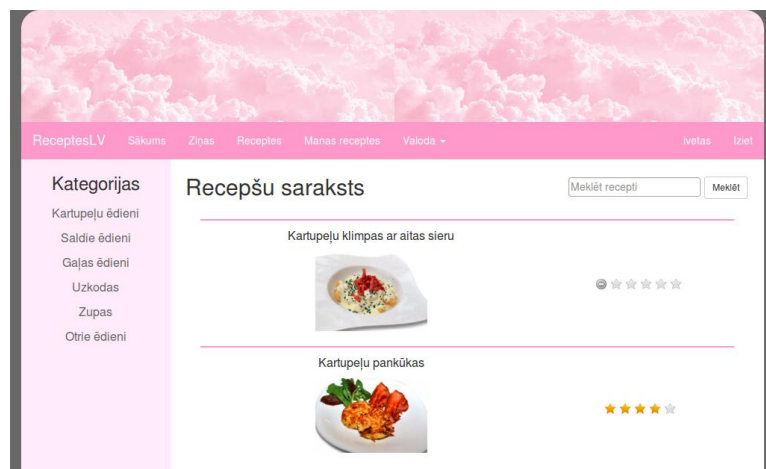 ReceptesLV Sākums Ziņas Receptes Manas receptes Valoda ivetas Iziet
Kategorijas
Kartupeļu ēdieni
Saldie ēdieni
Gaļas ēdieni
Uzkodas
Zupas
Otrie ēdieni
Recepšu saraksts
Meklēt recepti Meklēt
Kartupeļu klimpas ar aitas sieru
Kartupeļu pankūkas